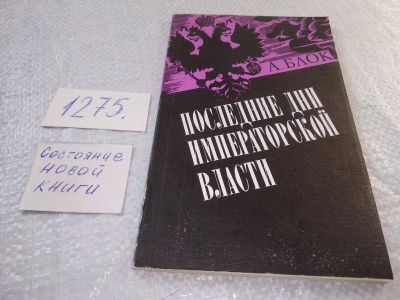 А. БЛОК
ПОСЛЕДНИЕ ДНИ
ИМПЕРАТОРСКОЙ
ВЛАСТИ
1275.
Состояние
новой
книги